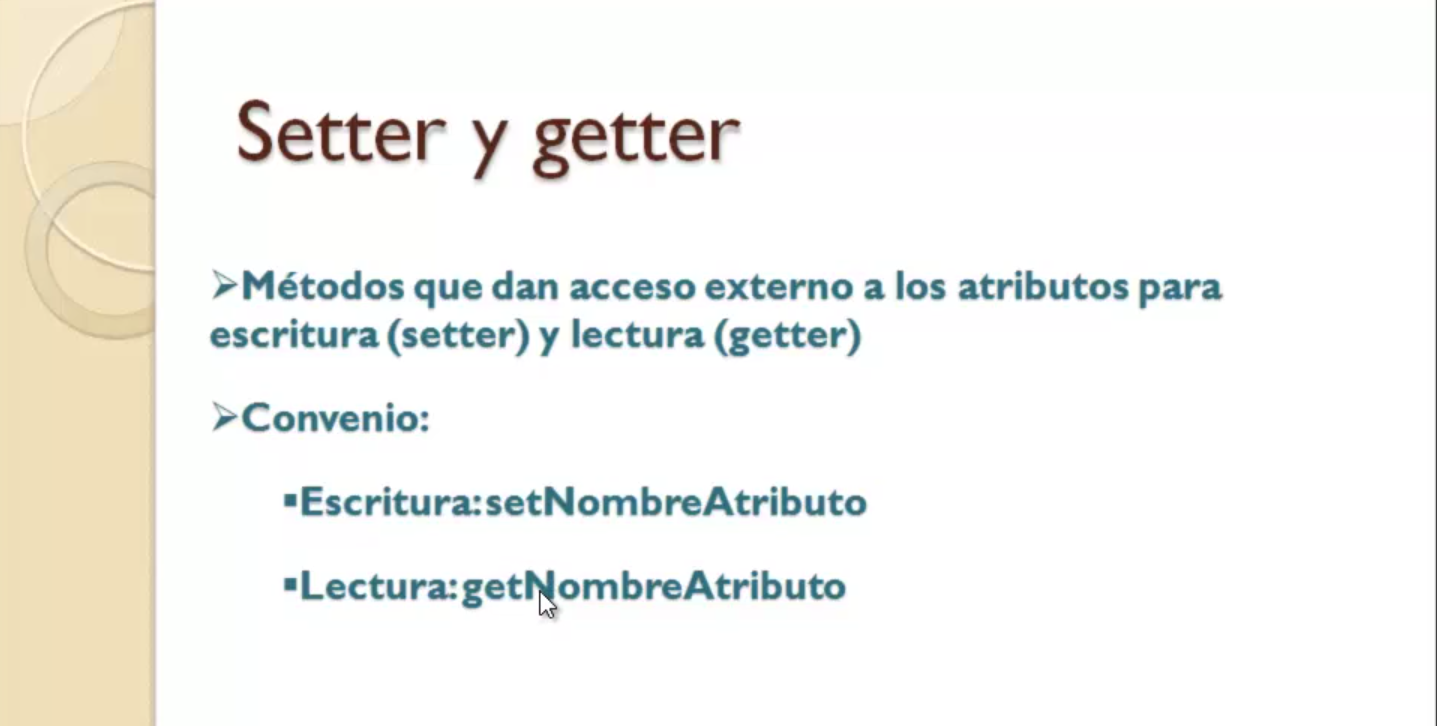 Setter y getter
➢Métodos que dan acceso externo a los atributos para
escritura (setter) y lectura (getter)
➢Convenio:
▪Escritura: setNombreAtributo
▪Lectura: getNombreAtributo